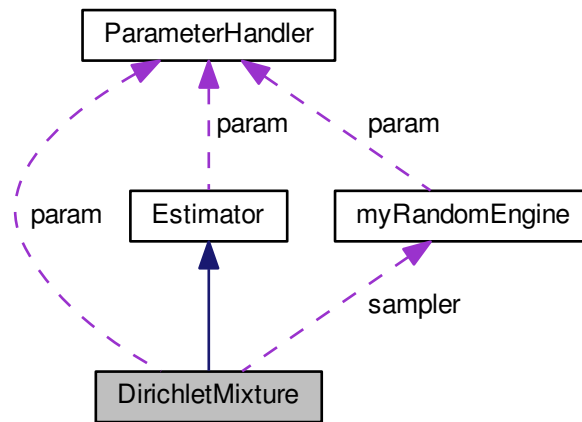 ParameterHandler
param
param
param
Estimator
myRandomEngine
sampler
DirichletMixture